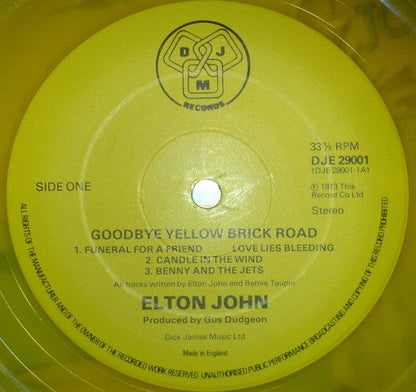 D J
M
RECORDS
33⅓ RPM
DJE 29001
1DJE 29001-1A1
℗ 1973 This
Record Co Ltd
SIDE ONE
Stereo
GOODBYE YELLOW BRICK ROAD
1. FUNERAL FOR A FRIEND LOVE LIES BLEEDING
2. CANDLE IN THE WIND
3. BENNY AND THE JETS
All tracks written by Elton John and Bernie Taupin
ELTON JOHN
Produced by Gus Dudgeon
Dick James Music Ltd
Made in England
ALL RIGHTS OF THE MANUFACTURER AND OF THE OWNER OF THE RECORDED WORK RESERVED UNAUTHORISED PUBLIC PERFORMANCE BROADCASTING AND COPYING OF THIS RECORD PROHIBITED